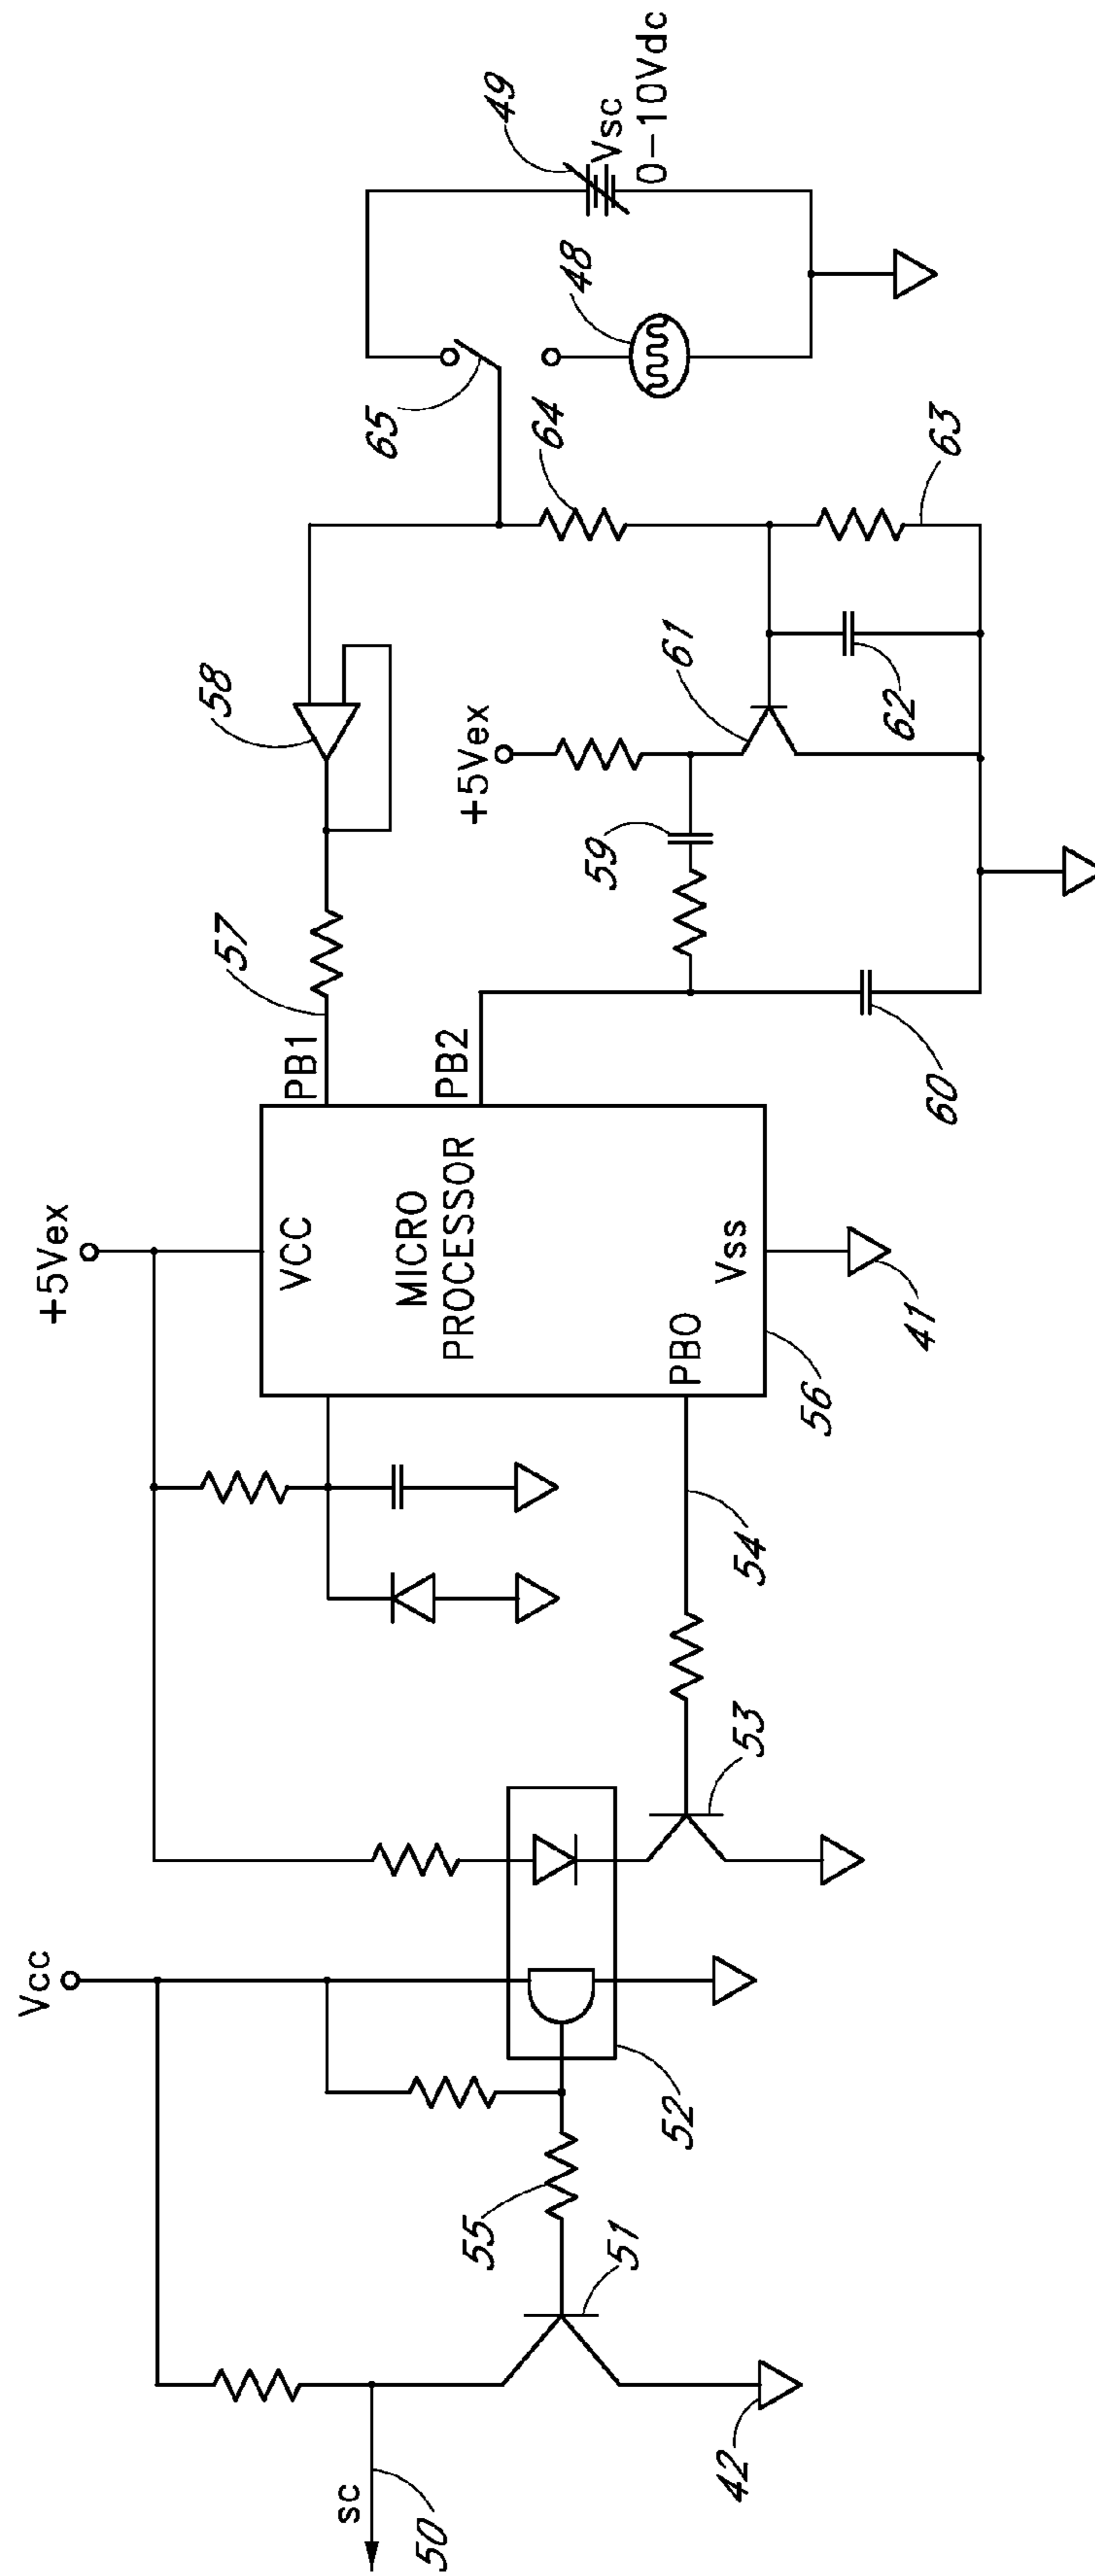 Vcc
+5Vex
VCC
MICRO
PROCESSOR
PB1
PB2
PB0
Vss
+5Vex
Vsc
0-10Vdc
sc
50
42
51
55
52
53
54
56
41
57
58
59
60
61
62
63
64
65
48
49